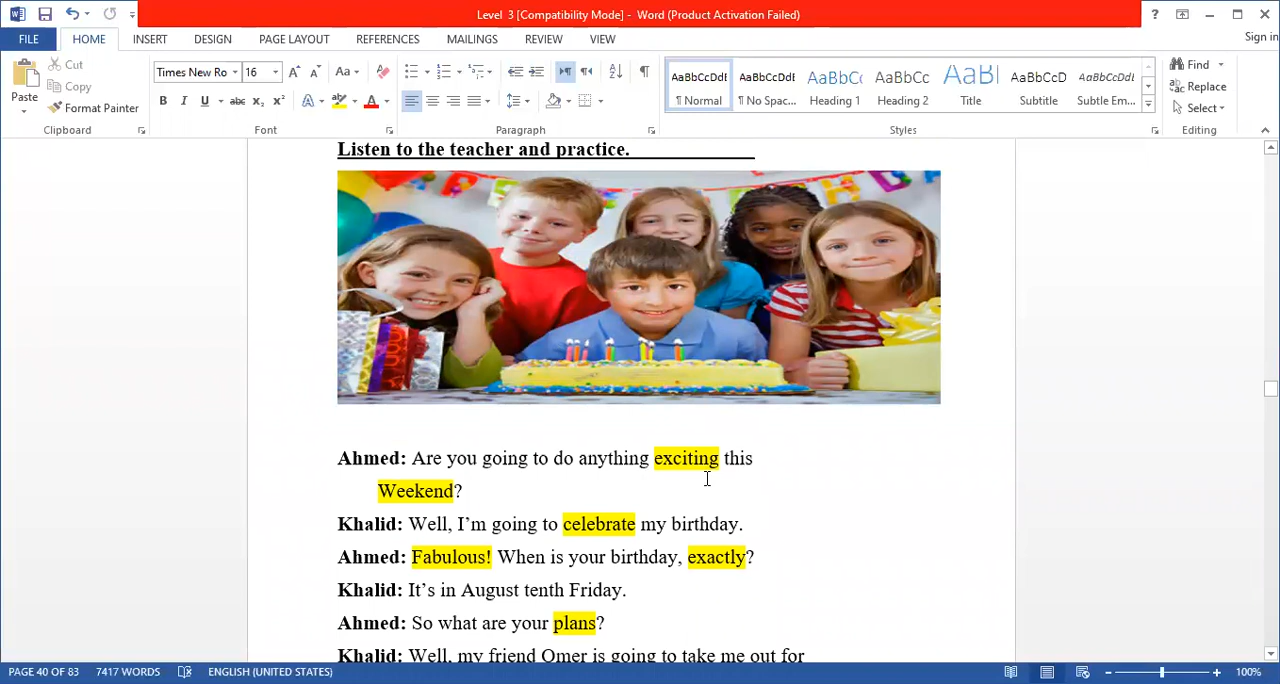 Level 3 [Compatibility Mode] - Word (Product Activation Failed)
FILE HOME INSERT DESIGN PAGE LAYOUT REFERENCES MAILINGS REVIEW VIEW Sign in
Paste Cut Copy Format Painter
Times New Ro 16
AaBbCcDdI AaBbCcDdI AaBbCc AaBbCcC AaBl AaBbCcD AaBbCcDdI
¶ Normal ¶ No Spac... Heading 1 Heading 2 Title Subtitle Subtle Em...
Find Replace Select
Clipboard Font Paragraph Styles Editing
Listen to the teacher and practice.
Ahmed: Are you going to do anything exciting this
Weekend?
Khalid: Well, I’m going to celebrate my birthday.
Ahmed: Fabulous! When is your birthday, exactly?
Khalid: It’s in August tenth Friday.
Ahmed: So what are your plans?
Khalid: Well, my friend Omer is going to take me out for
PAGE 40 OF 83 7417 WORDS ENGLISH (UNITED STATES) 100%